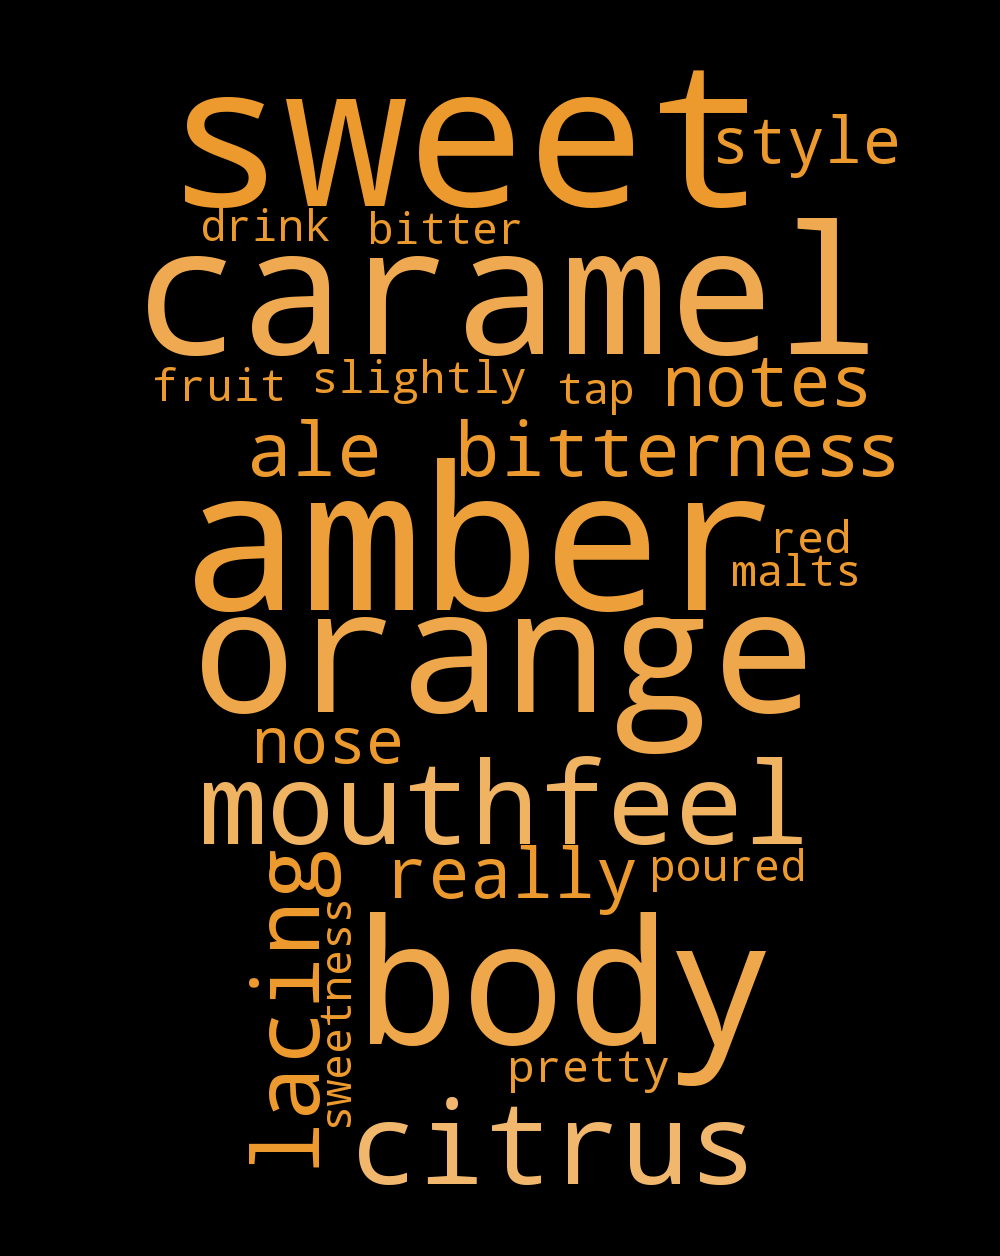 sweet
style
drink bitter
caramel
fruit slightly tap notes
ale bitterness
amber
red
malts
orange
nose
mouthfeel
lacing
sweetness
really poured
body
pretty
citrus